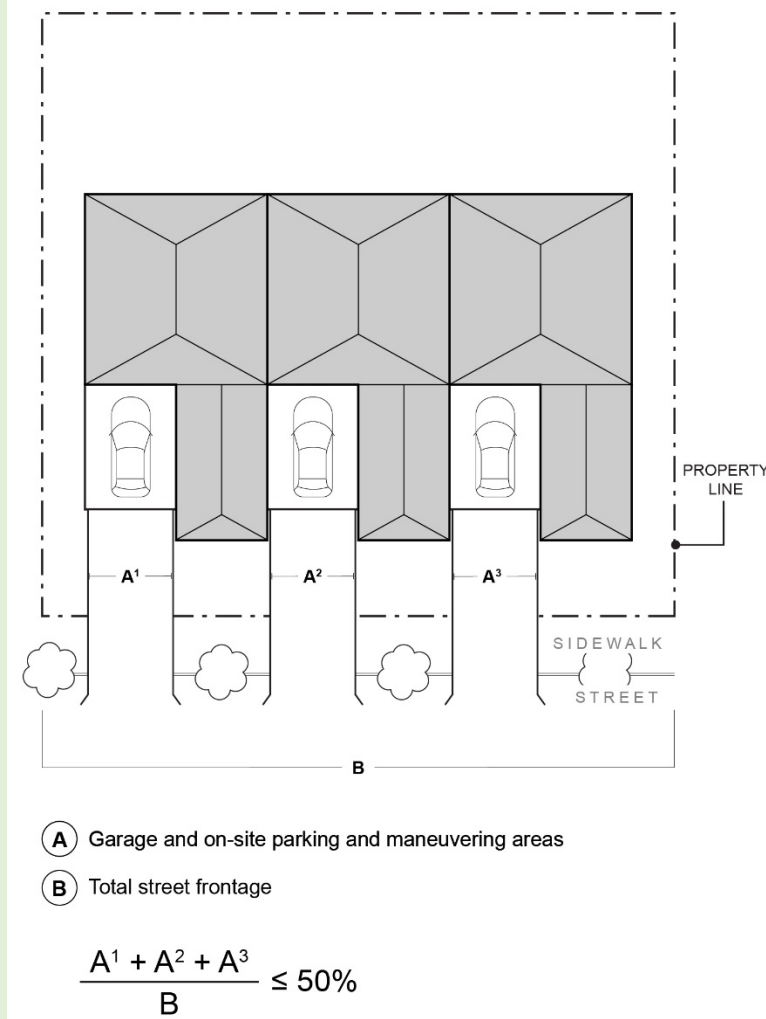 PROPERTY
LINE
A¹
A²
A³
SIDEWALK
STREET
B
A Garage and on-site parking and maneuvering areas
B Total street frontage
A¹ + A² + A³
B
≤ 50%